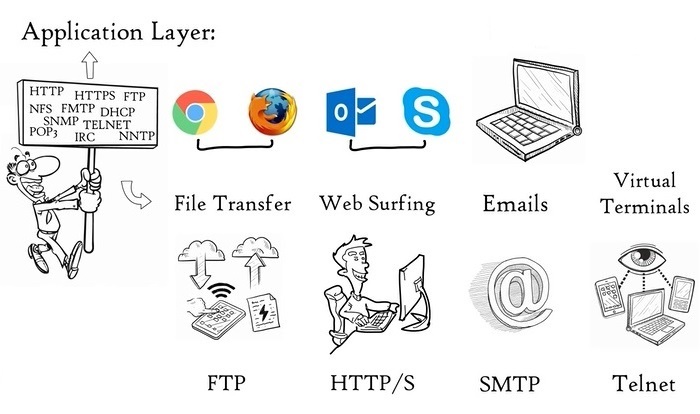 Application Layer:
HTTP HTTPS FTP
NFS FMTP DHCP
SNMP TELNET
POP3 IRC NNTP
File Transfer
Web Surfing
Emails
Virtual
Terminals
FTP
HTTP/S
SMTP
Telnet